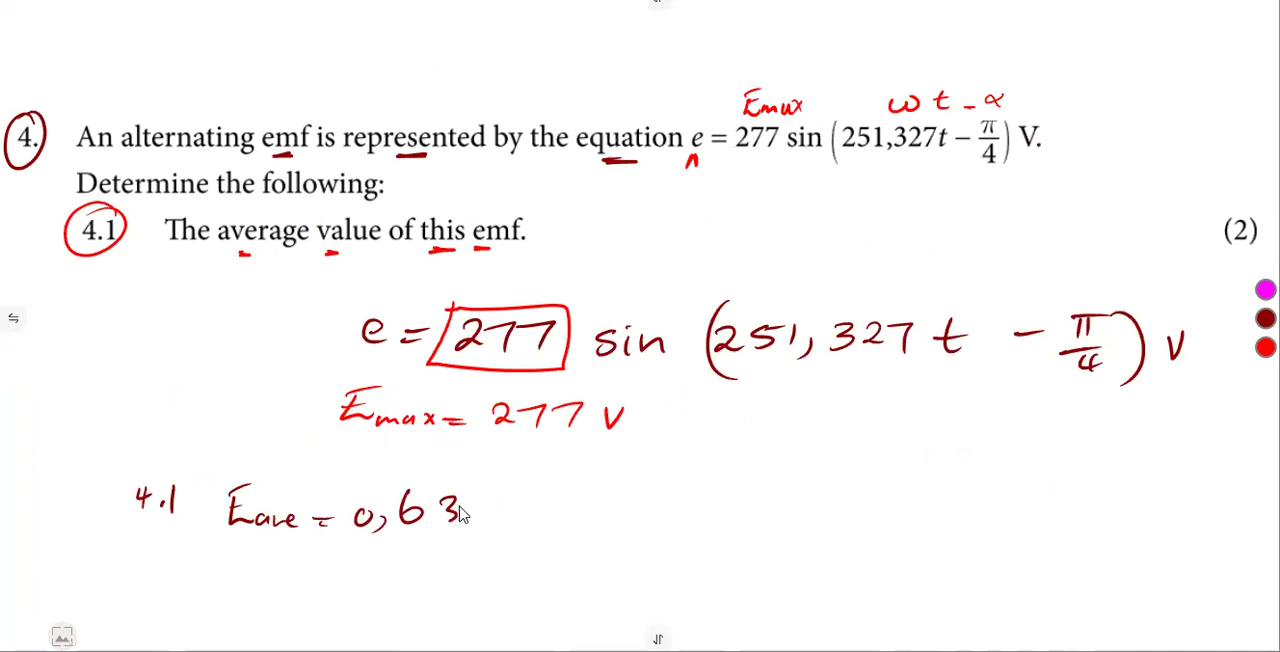 Emax ωt - α
4. An alternating emf is represented by the equation e = 277 sin (251,327t − π/4) V.
Determine the following:
4.1 The average value of this emf. (2)
e = 277 sin (251,327 t - π/4) V
Emax = 277 V
4.1 Eave = 0,63